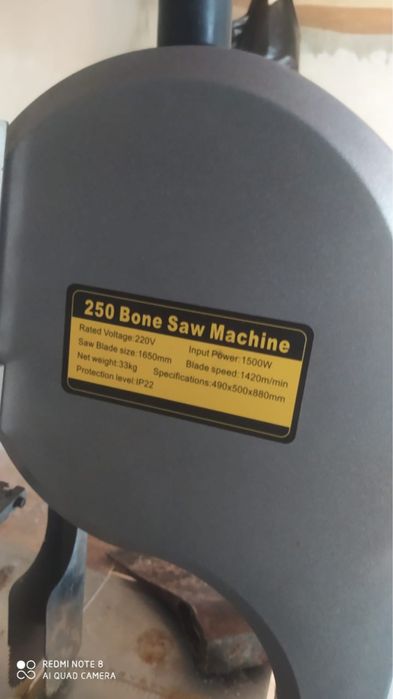 250 Bone Saw Machine
Rated Voltage:220V Input Power:1500W
Saw Blade size:1650mm Blade speed:1420m/min
Net weight:33kg Specifications:490x500x880mm
Protection level:IP22
REDMI NOTE 8
AI QUAD CAMERA